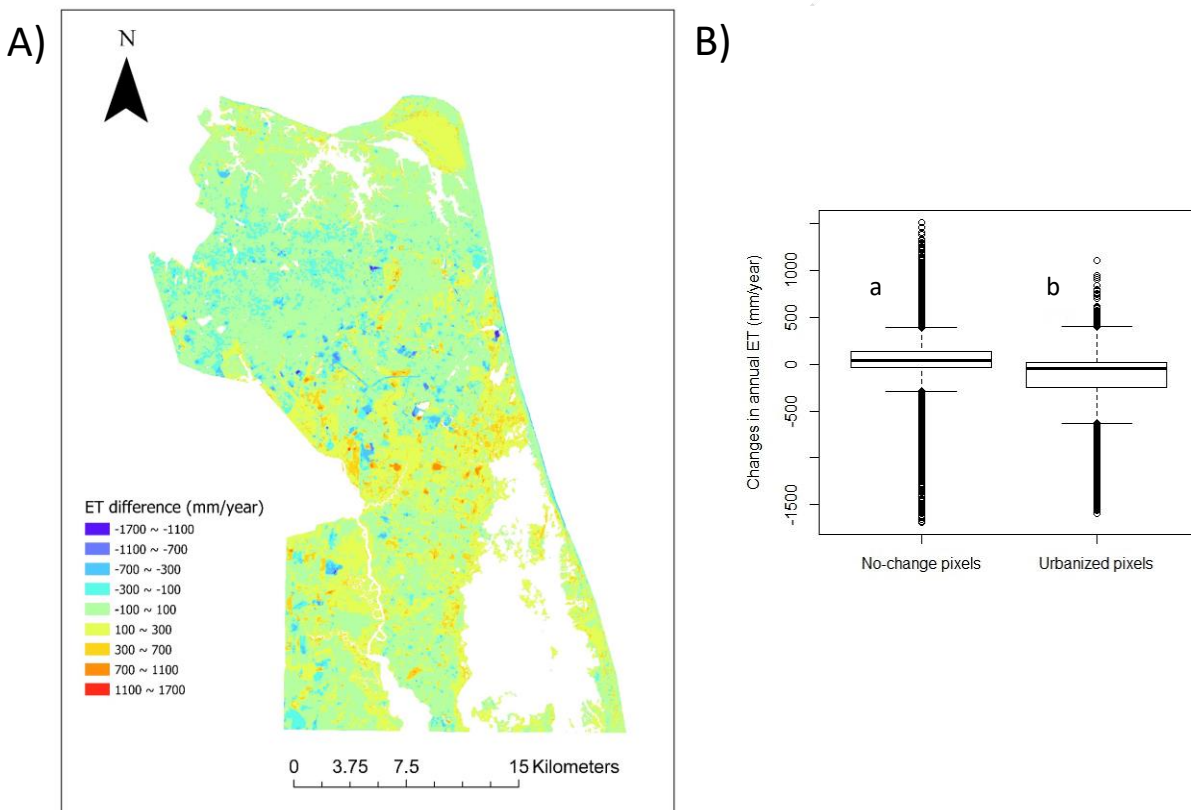 A)
N
ET difference (mm/year)
-1700 ~ -1100
-1100 ~ -700
-700 ~ -300
-300 ~ -100
-100 ~ 100
100 ~ 300
300 ~ 700
700 ~ 1100
1100 ~ 1700
0 3.75 7.5 15 Kilometers
B)
Changes in annual ET (mm/year)
1000
500
0
-500
-1500
a
b
No-change pixels
Urbanized pixels